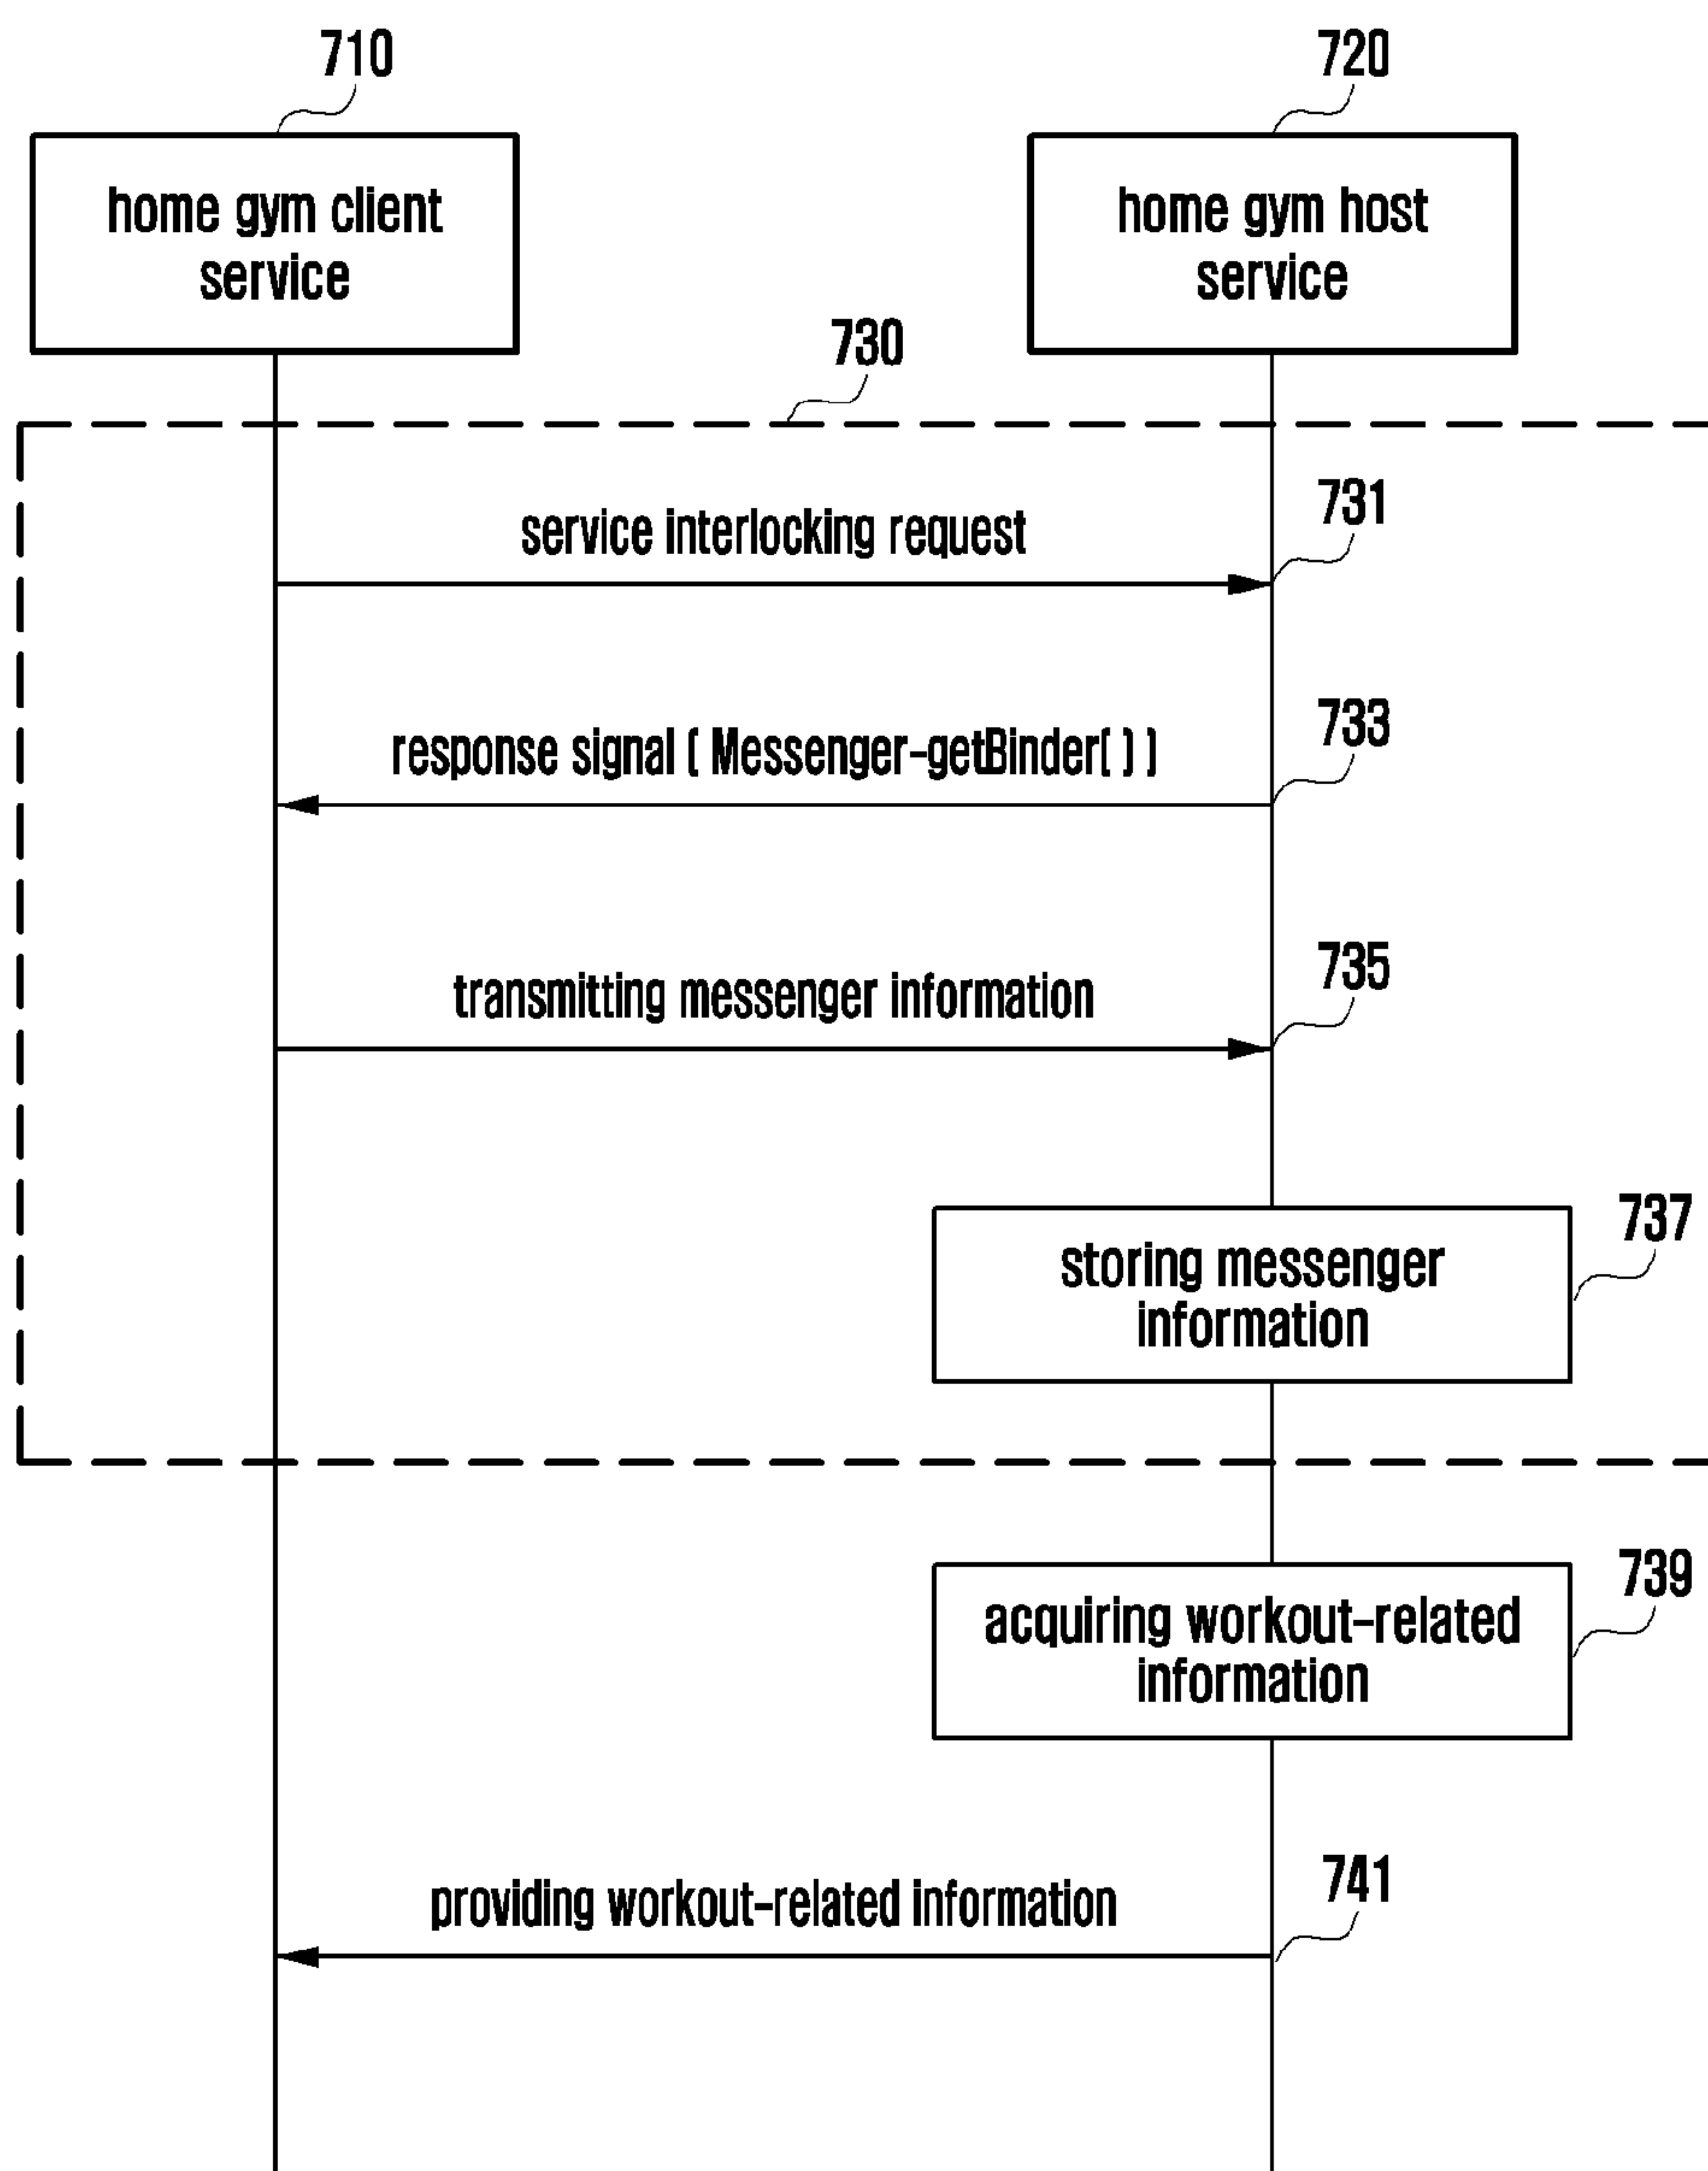 710
720
home gym client
service
home gym host
service
730
731
service interlocking request
733
response signal ( Messenger-getBinder( ) )
735
transmitting messenger information
737
storing messenger
information
739
acquiring workout-related
information
741
providing workout-related information